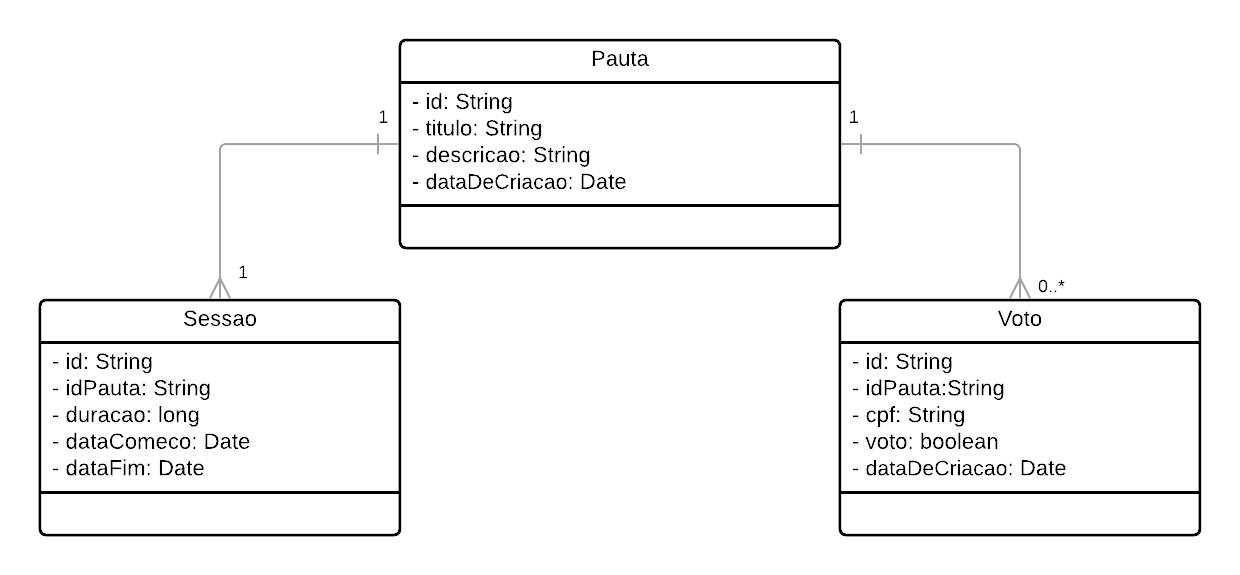 Pauta
- id: String
- titulo: String
- descricao: String
- dataDeCriacao: Date
1
1
1
0..*
Sessao
- id: String
- idPauta: String
- duracao: long
- dataComeco: Date
- dataFim: Date
Voto
- id: String
- idPauta:String
- cpf: String
- voto: boolean
- dataDeCriacao: Date